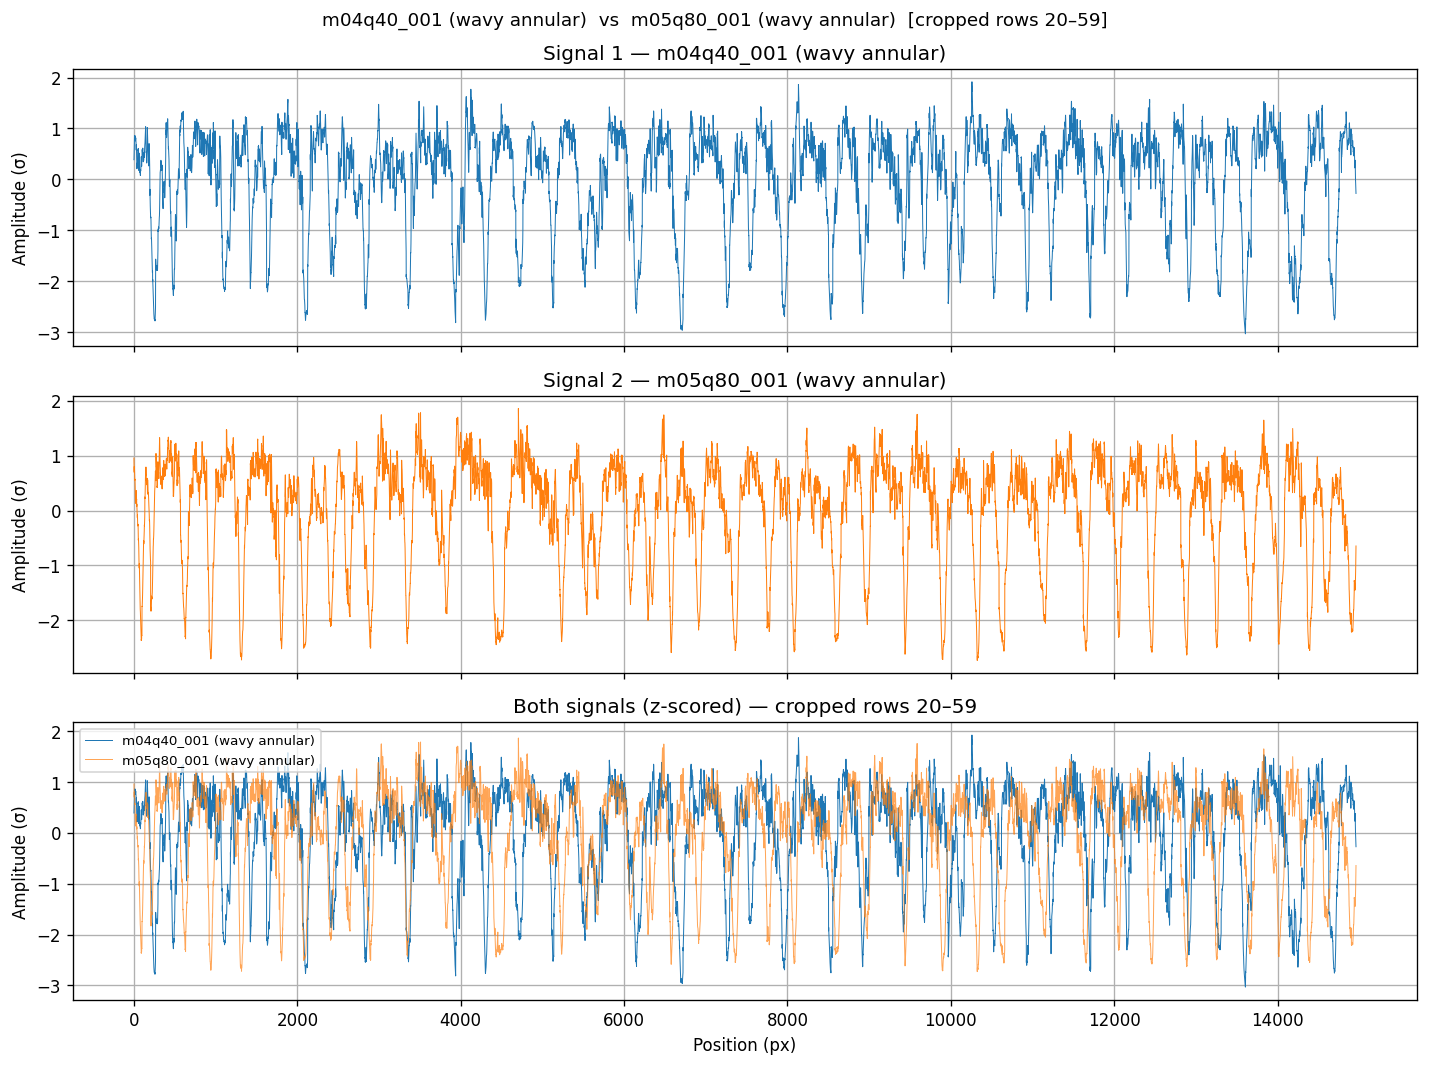 m04q40_001 (wavy annular)  vs  m05q80_001 (wavy annular)  [cropped rows 20–59]
Signal 1 — m04q40_001 (wavy annular)
2
1
0
−1
−2
−3
Amplitude (σ)
Signal 2 — m05q80_001 (wavy annular)
2
1
0
−1
−2
Amplitude (σ)
Both signals (z-scored) — cropped rows 20–59
m04q40_001 (wavy annular)
m05q80_001 (wavy annular)
2
1
0
−1
−2
−3
Amplitude (σ)
0 2000 4000 6000 8000 10000 12000 14000
Position (px)